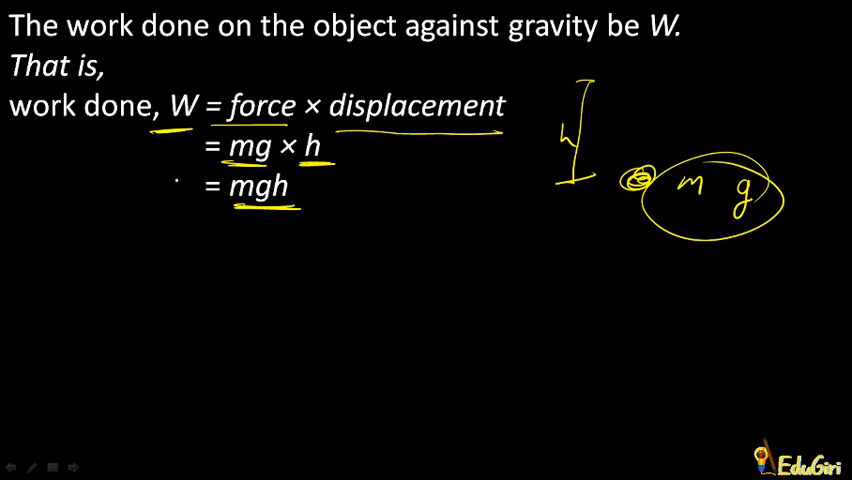 The work done on the object against gravity be W.
That is,
work done, W = force × displacement
= mg × h
= mgh
h
m g
EduGiri